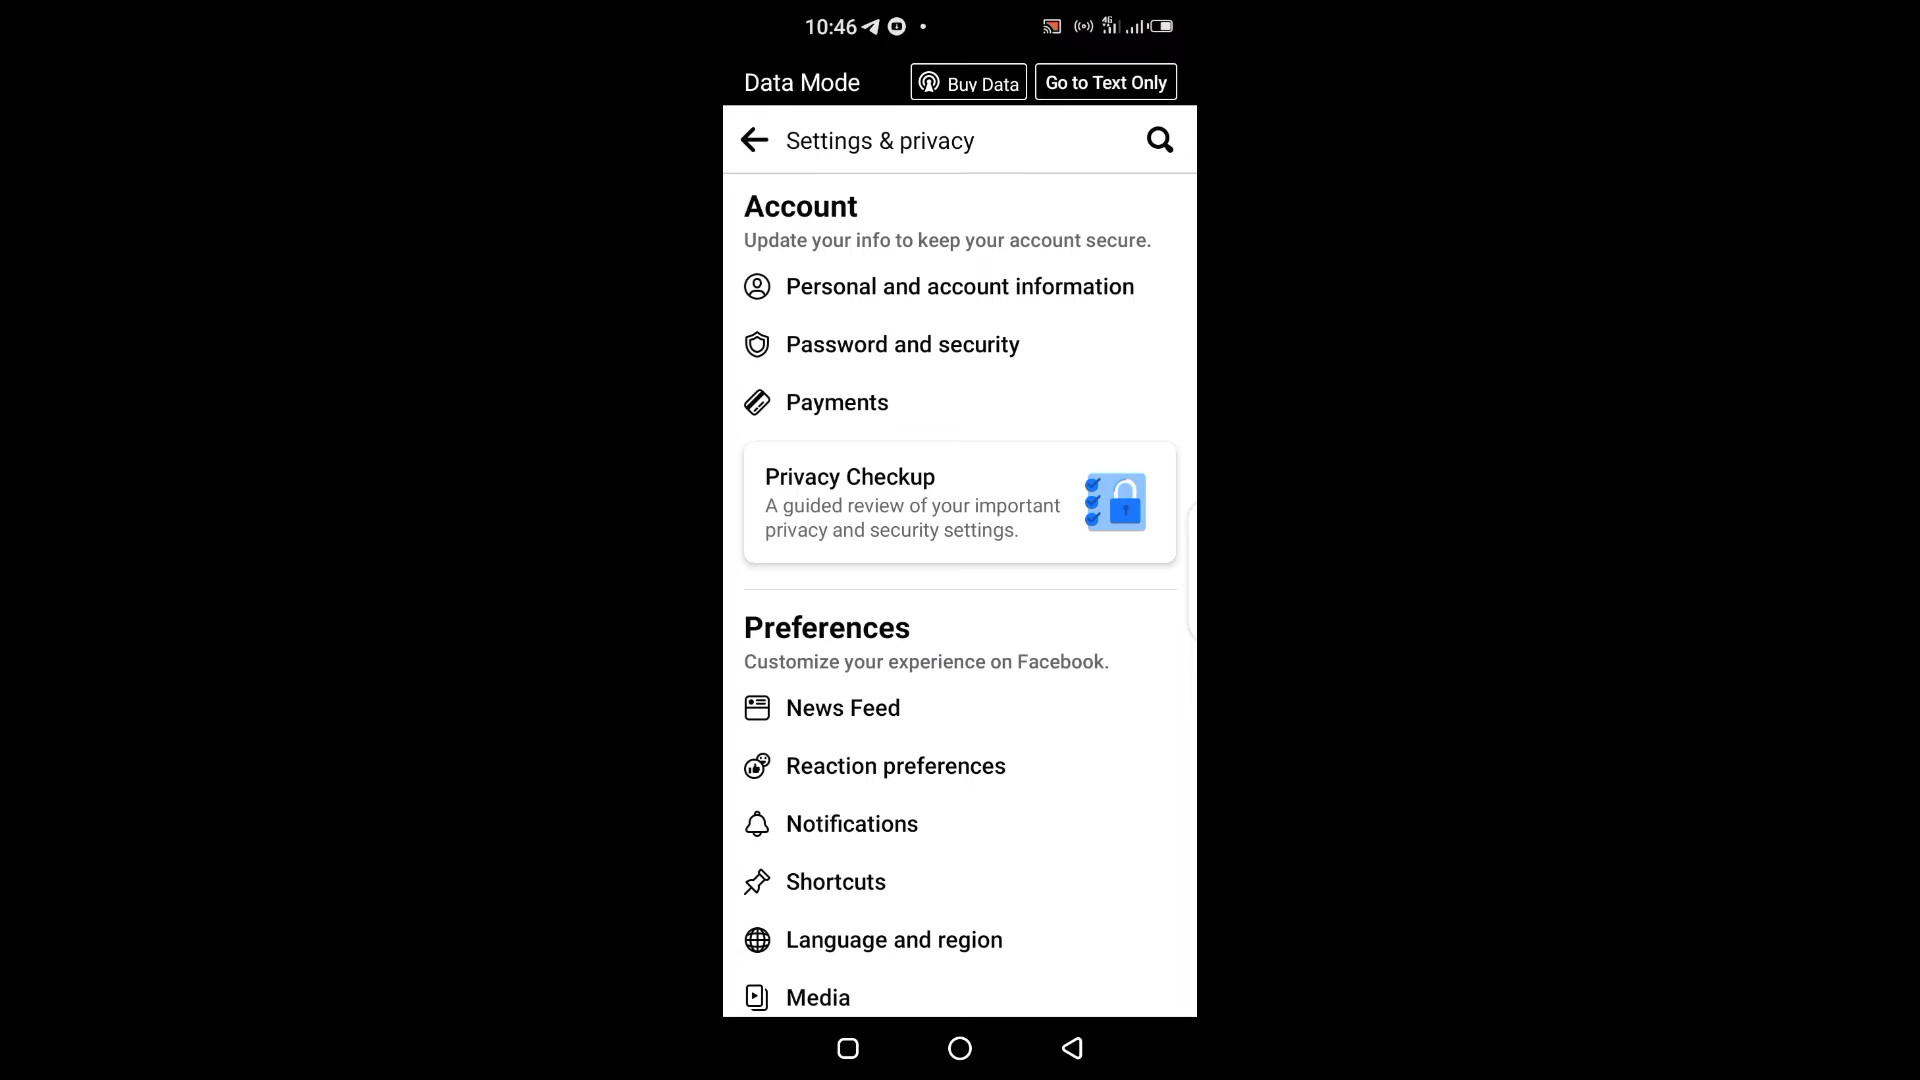 10:46
4G
Data Mode
Buy Data
Go to Text Only
Settings & privacy
Account
Update your info to keep your account secure.
Personal and account information
Password and security
Payments
Privacy Checkup
A guided review of your important
privacy and security settings.
Preferences
Customize your experience on Facebook.
News Feed
Reaction preferences
Notifications
Shortcuts
Language and region
Media